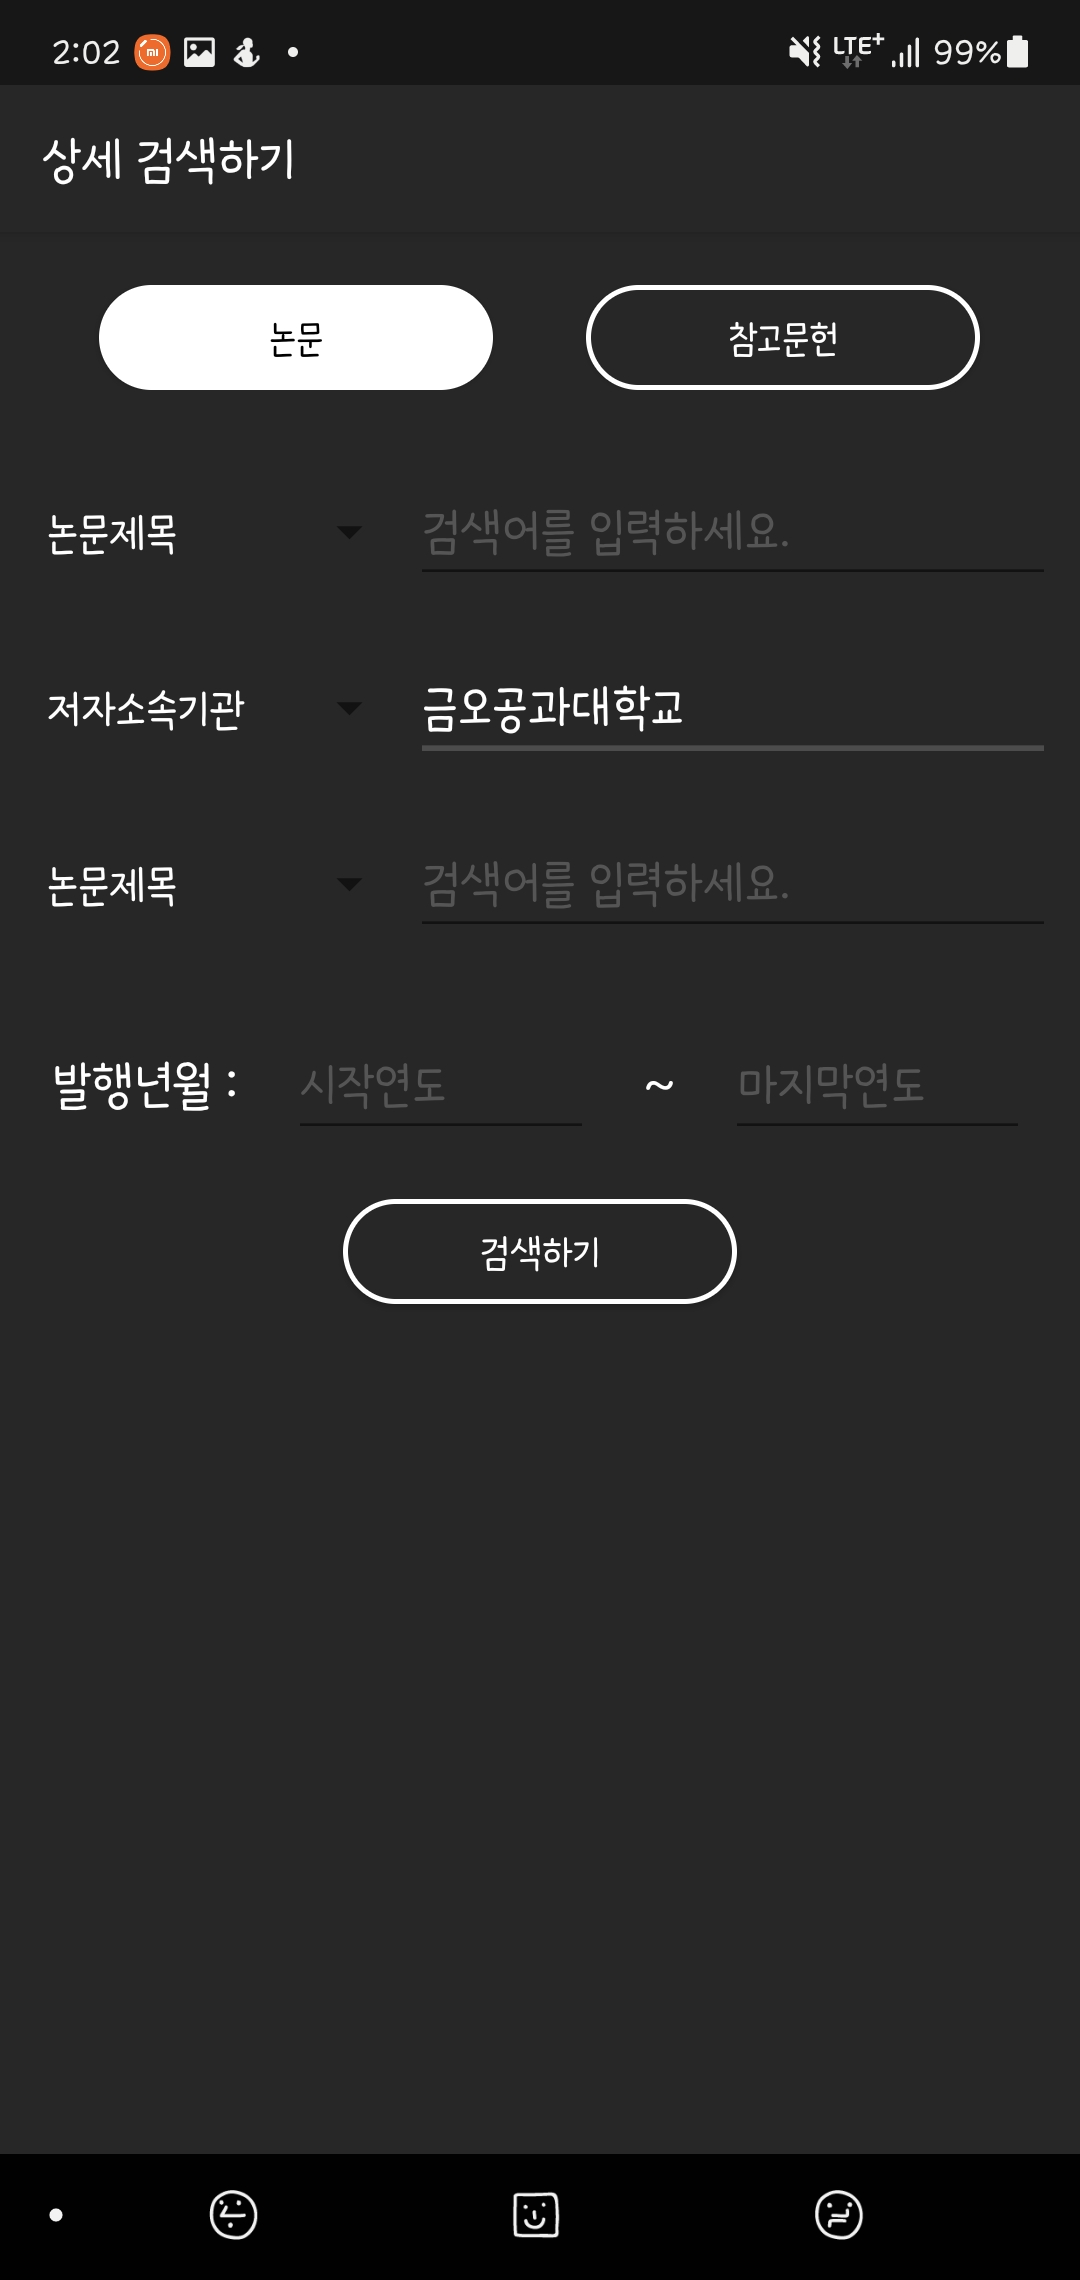 2:02 LTE+ 99%
상세 검색하기
논문 참고문헌
논문제목 검색어를 입력하세요.
저자소속기관 금오공과대학교
논문제목 검색어를 입력하세요.
발행년월 : 시작연도 ~ 마지막연도
검색하기